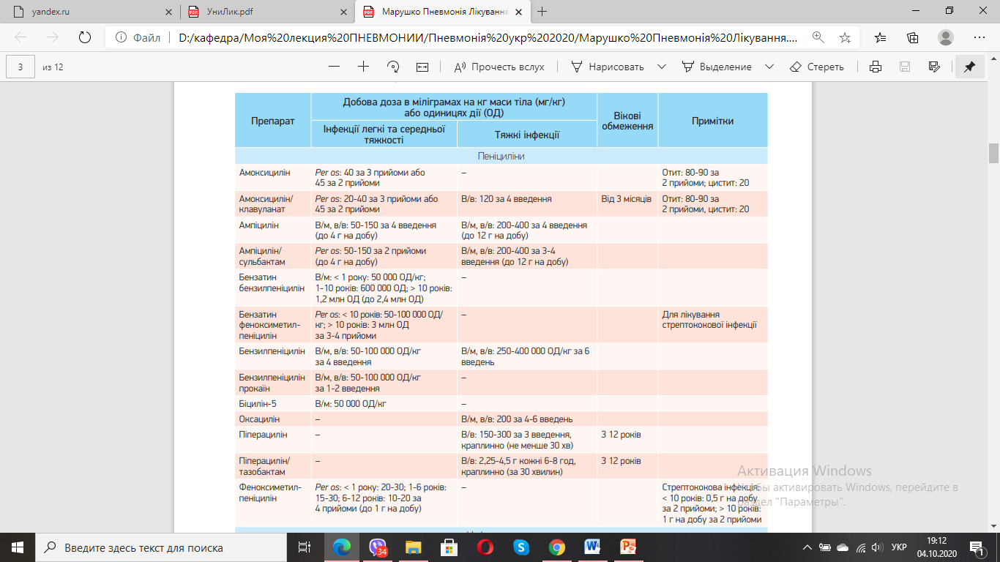 yandex.ru
УниЛик.pdf
Марушко Пневмонія Лікування
Файл
D:/кафедра/Моя%20лекция%20ПНЕВМОНИИ/Пневмонія%20укр%202020/Марушко%20Пневмонія%20Лікування....
3
из 12
Прочесть вслух
Нарисовать
Выделение
Стереть
Препарат
Добова доза в міліграмах на кг маси тіла (мг/кг)
або одиницях дії (ОД)
Вікові
обмеження
Примітки
Інфекції легкі та середньої
тяжкості
Тяжкі інфекції
Пеніциліни
Амоксицилін
Per os: 40 за 3 прийоми або
45 за 2 прийоми
–
Отит: 80-90 за
2 прийоми; цистит: 20
Амоксицилін/
клавуланат
Per os: 20-40 за 3 прийоми або
45 за 2 прийоми
В/в: 120 за 4 введення
Від 3 місяців
Отит: 80-90 за
2 прийоми, цистит: 20
Ампіцилін
В/м, в/в: 50-150 за 4 введення
(до 4 г на добу)
В/м, в/в: 200-400 за 4 введення
(до 12 г на добу)
Ампіцилін/
сульбактам
Per os: 50-150 за 2 прийоми
(до 4 г на добу)
В/м, в/в: 200-400 за 3-4
введення (до 12 г на добу)
Бензатин
бензилпеніцилін
В/м: < 1 року: 50 000 ОД/кг;
1-10 років: 600 000 ОД; > 10 років:
1,2 млн ОД (до 2,4 млн ОД)
–
Бензатин
феноксиметил-
пеніцилін
Per os: < 10 років: 50-100 000 ОД/
кг; > 10 років: 3 млн ОД
за 3-4 прийоми
–
Для лікування
стрептококової інфекції
Бензилпеніцилін
В/м, в/в: 50-100 000 ОД/кг
за 4 введення
В/м, в/в: 250-400 000 ОД/кг за 6
введень
Бензилпеніцилін
прокаїн
В/м, в/в: 50-100 000 ОД/кг
за 1-2 введення
–
Біцилін-5
В/м: 50 000 ОД/кг
–
Оксацилін
–
В/м, в/в: 200 за 4-6 введень
Піперацилін
–
В/в: 150-300 за 3 введення,
краплинно (не менше 30 хв)
З 12 років
Піперацилін/
тазобактам
–
В/в: 2,25-4,5 г кожні 6-8 год,
краплинно (за 30 хвилин)
З 12 років
Феноксиметил-
пеніцилін
Per os: < 1 року: 20-30; 1-6 років:
15-30; 6-12 років: 10-20 за
4 прийоми (до 1 г на добу)
–
Стрептококова інфекція:
< 10 років: 0,5 г на добу
за 2 прийоми; > 10 років:
1 г на добу за 2 прийоми
Активация Windows
Чтобы активировать Windows, перейдите в
раздел "Параметры".
Введите здесь текст для поиска
34
УКР
19:12
04.10.2020
1